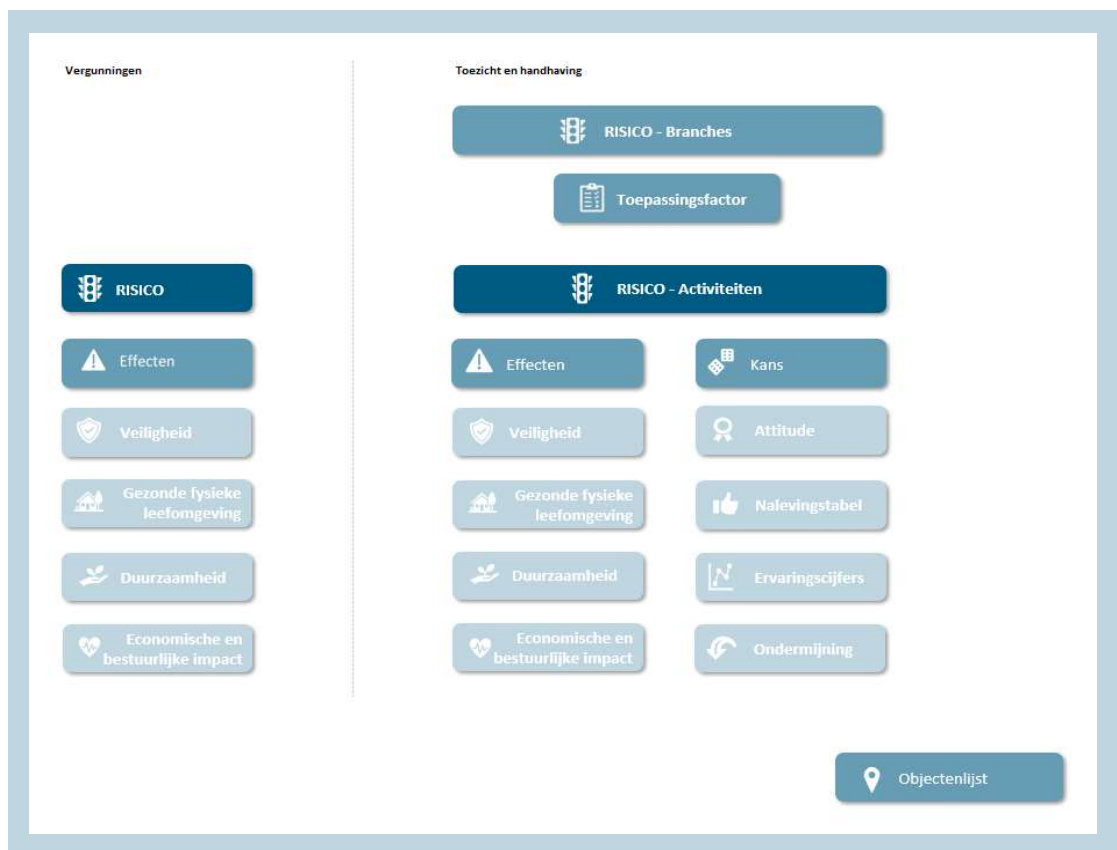 Vergunningen
Toezicht en handhaving
RISICO - Branches
Toepassingsfactor
RISICO
RISICO - Activiteiten
Effecten
Effecten
Kans
Veiligheid
Veiligheid
Attitude
Gezonde fysieke
leefomgeving
Gezonde fysieke
leefomgeving
Nalevingstabel
Duurzaamheid
Duurzaamheid
Ervaringscijfers
Economische en
bestuurlijke impact
Economische en
bestuurlijke impact
Ondermijning
Objectenlijst